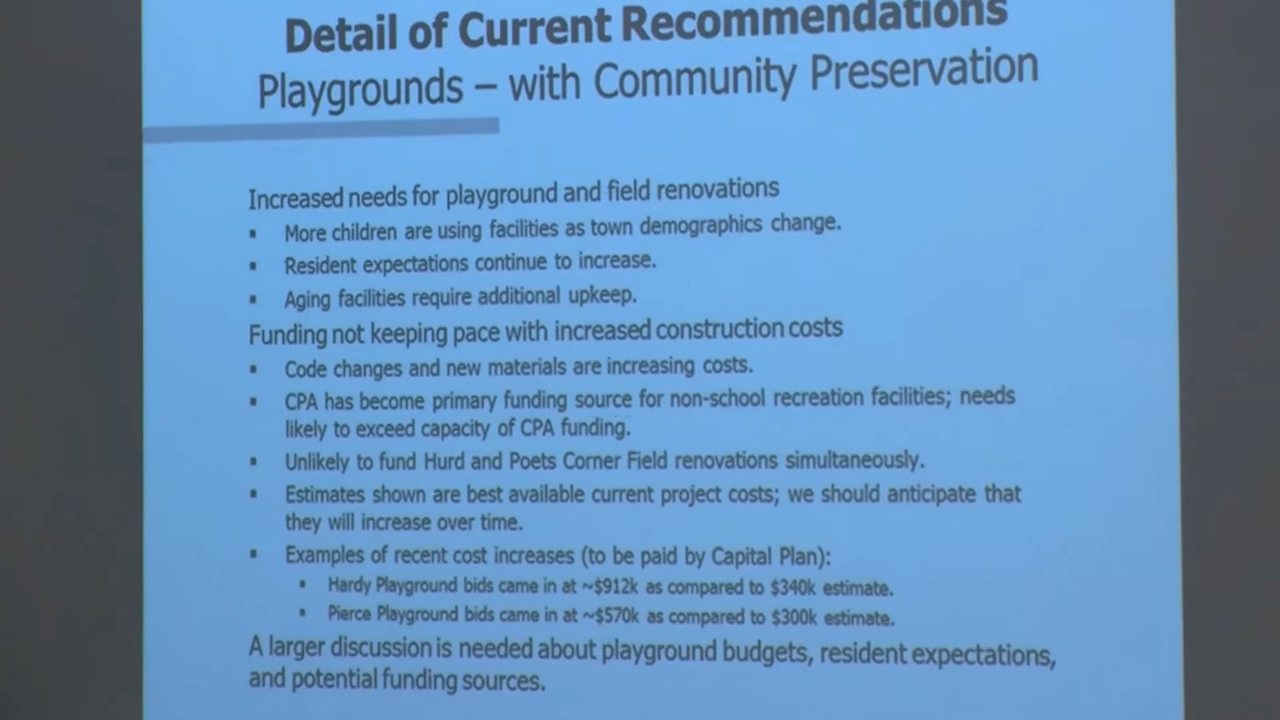 Detail of Current Recommendations
Playgrounds – with Community Preservation
Increased needs for playground and field renovations
▪ More children are using facilities as town demographics change.
▪ Resident expectations continue to increase.
▪ Aging facilities require additional upkeep.
Funding not keeping pace with increased construction costs
▪ Code changes and new materials are increasing costs.
▪ CPA has become primary funding source for non-school recreation facilities; needs
likely to exceed capacity of CPA funding.
▪ Unlikely to fund Hurd and Poets Corner Field renovations simultaneously.
▪ Estimates shown are best available current project costs; we should anticipate that
they will increase over time.
▪ Examples of recent cost increases (to be paid by Capital Plan):
▪ Hardy Playground bids came in at ~$912k as compared to $340k estimate.
▪ Pierce Playground bids came in at ~$570k as compared to $300k estimate.
A larger discussion is needed about playground budgets, resident expectations,
and potential funding sources.